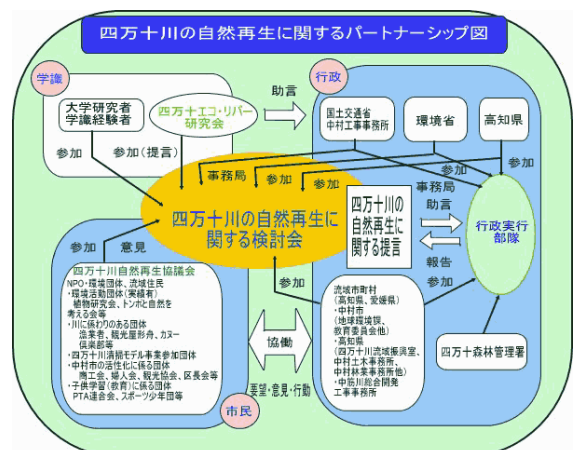 四万十川の自然再生に関するパートナーシップ図
学識
行政
大学研究者
学識経験者
四万十エコ・リバー
研究会
助言
国土交通省
中村工事事務所
環境省
高知県
参加
参加(提言)
事務局
参加
参加
参加
参加
事務局
四万十川の自然再生に
関する検討会
四万十川の
自然再生に
関する提言
助言
報告
行政実行
部隊
参加
意見
参加
参加
四万十川自然再生協議会
NPO・環境団体、流域住民
・環境活動団体(実績有)
植物研究会、トンボと自然を
考える会等
・川に係わりのある団体
漁業者、観光屋形舟、カヌー
倶楽部等
・四万十川清掃モデル事業参加団体
・中村市の活性化に係る団体
商工会、婦人会、観光協会、区長会等
・子供学習(教育)に係る団体
PTA連合会、スポーツ少年団等
市民
協働
要望・意見・行動
流域市町村
(高知県、愛媛県)
・中村市
(地球環境課、
教育委員会他)
・高知県
(四万十川流域振興室、
中村土木事務所、
中村林業事務所他)
・中筋川総合開発
工事事務所
四万十森林管理署